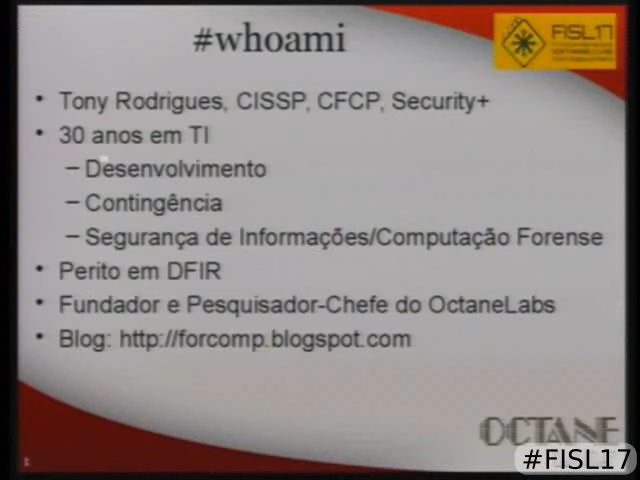 #whoami
FISL17
• Tony Rodrigues, CISSP, CFCP, Security+
• 30 anos em TI
– Desenvolvimento
– Contingência
– Segurança de Informações/Computação Forense
• Perito em DFIR
• Fundador e Pesquisador-Chefe do OctaneLabs
• Blog: http://forcomp.blogspot.com
OCTANE
#FISL17